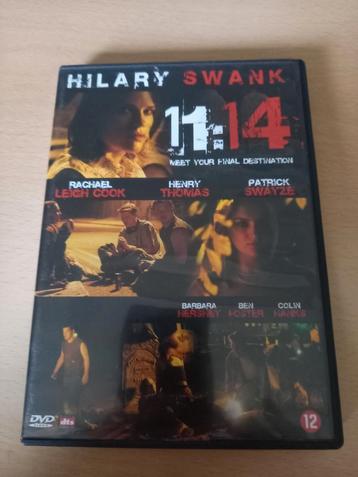 HILARY SWANK
11:14
MEET YOUR FINAL DESTINATION
RACHAEL LEIGH COOK
HENRY THOMAS
PATRICK SWAYZE
BARBARA HERSHEY
BEN FOSTER
COLIN HANKS
DVD
VIDEO
dts
12